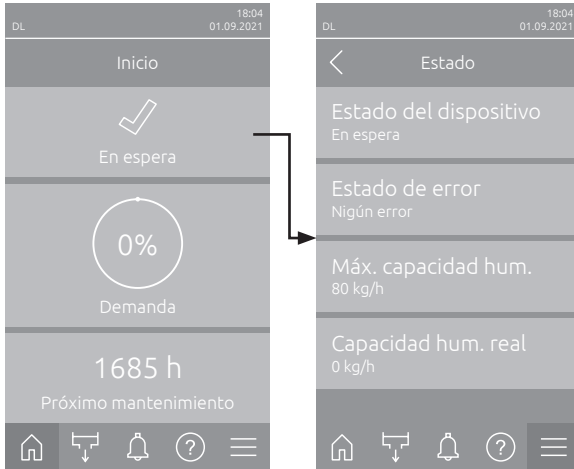 18:04
DL 01.09.2021
Inicio
En espera
0%
Demanda
1685 h
Próximo mantenimiento
?
18:04
DL 01.09.2021
Estado
Estado del dispositivo
En espera
Estado de error
Nigún error
Máx. capacidad hum.
80 kg/h
Capacidad hum. real
0 kg/h
?